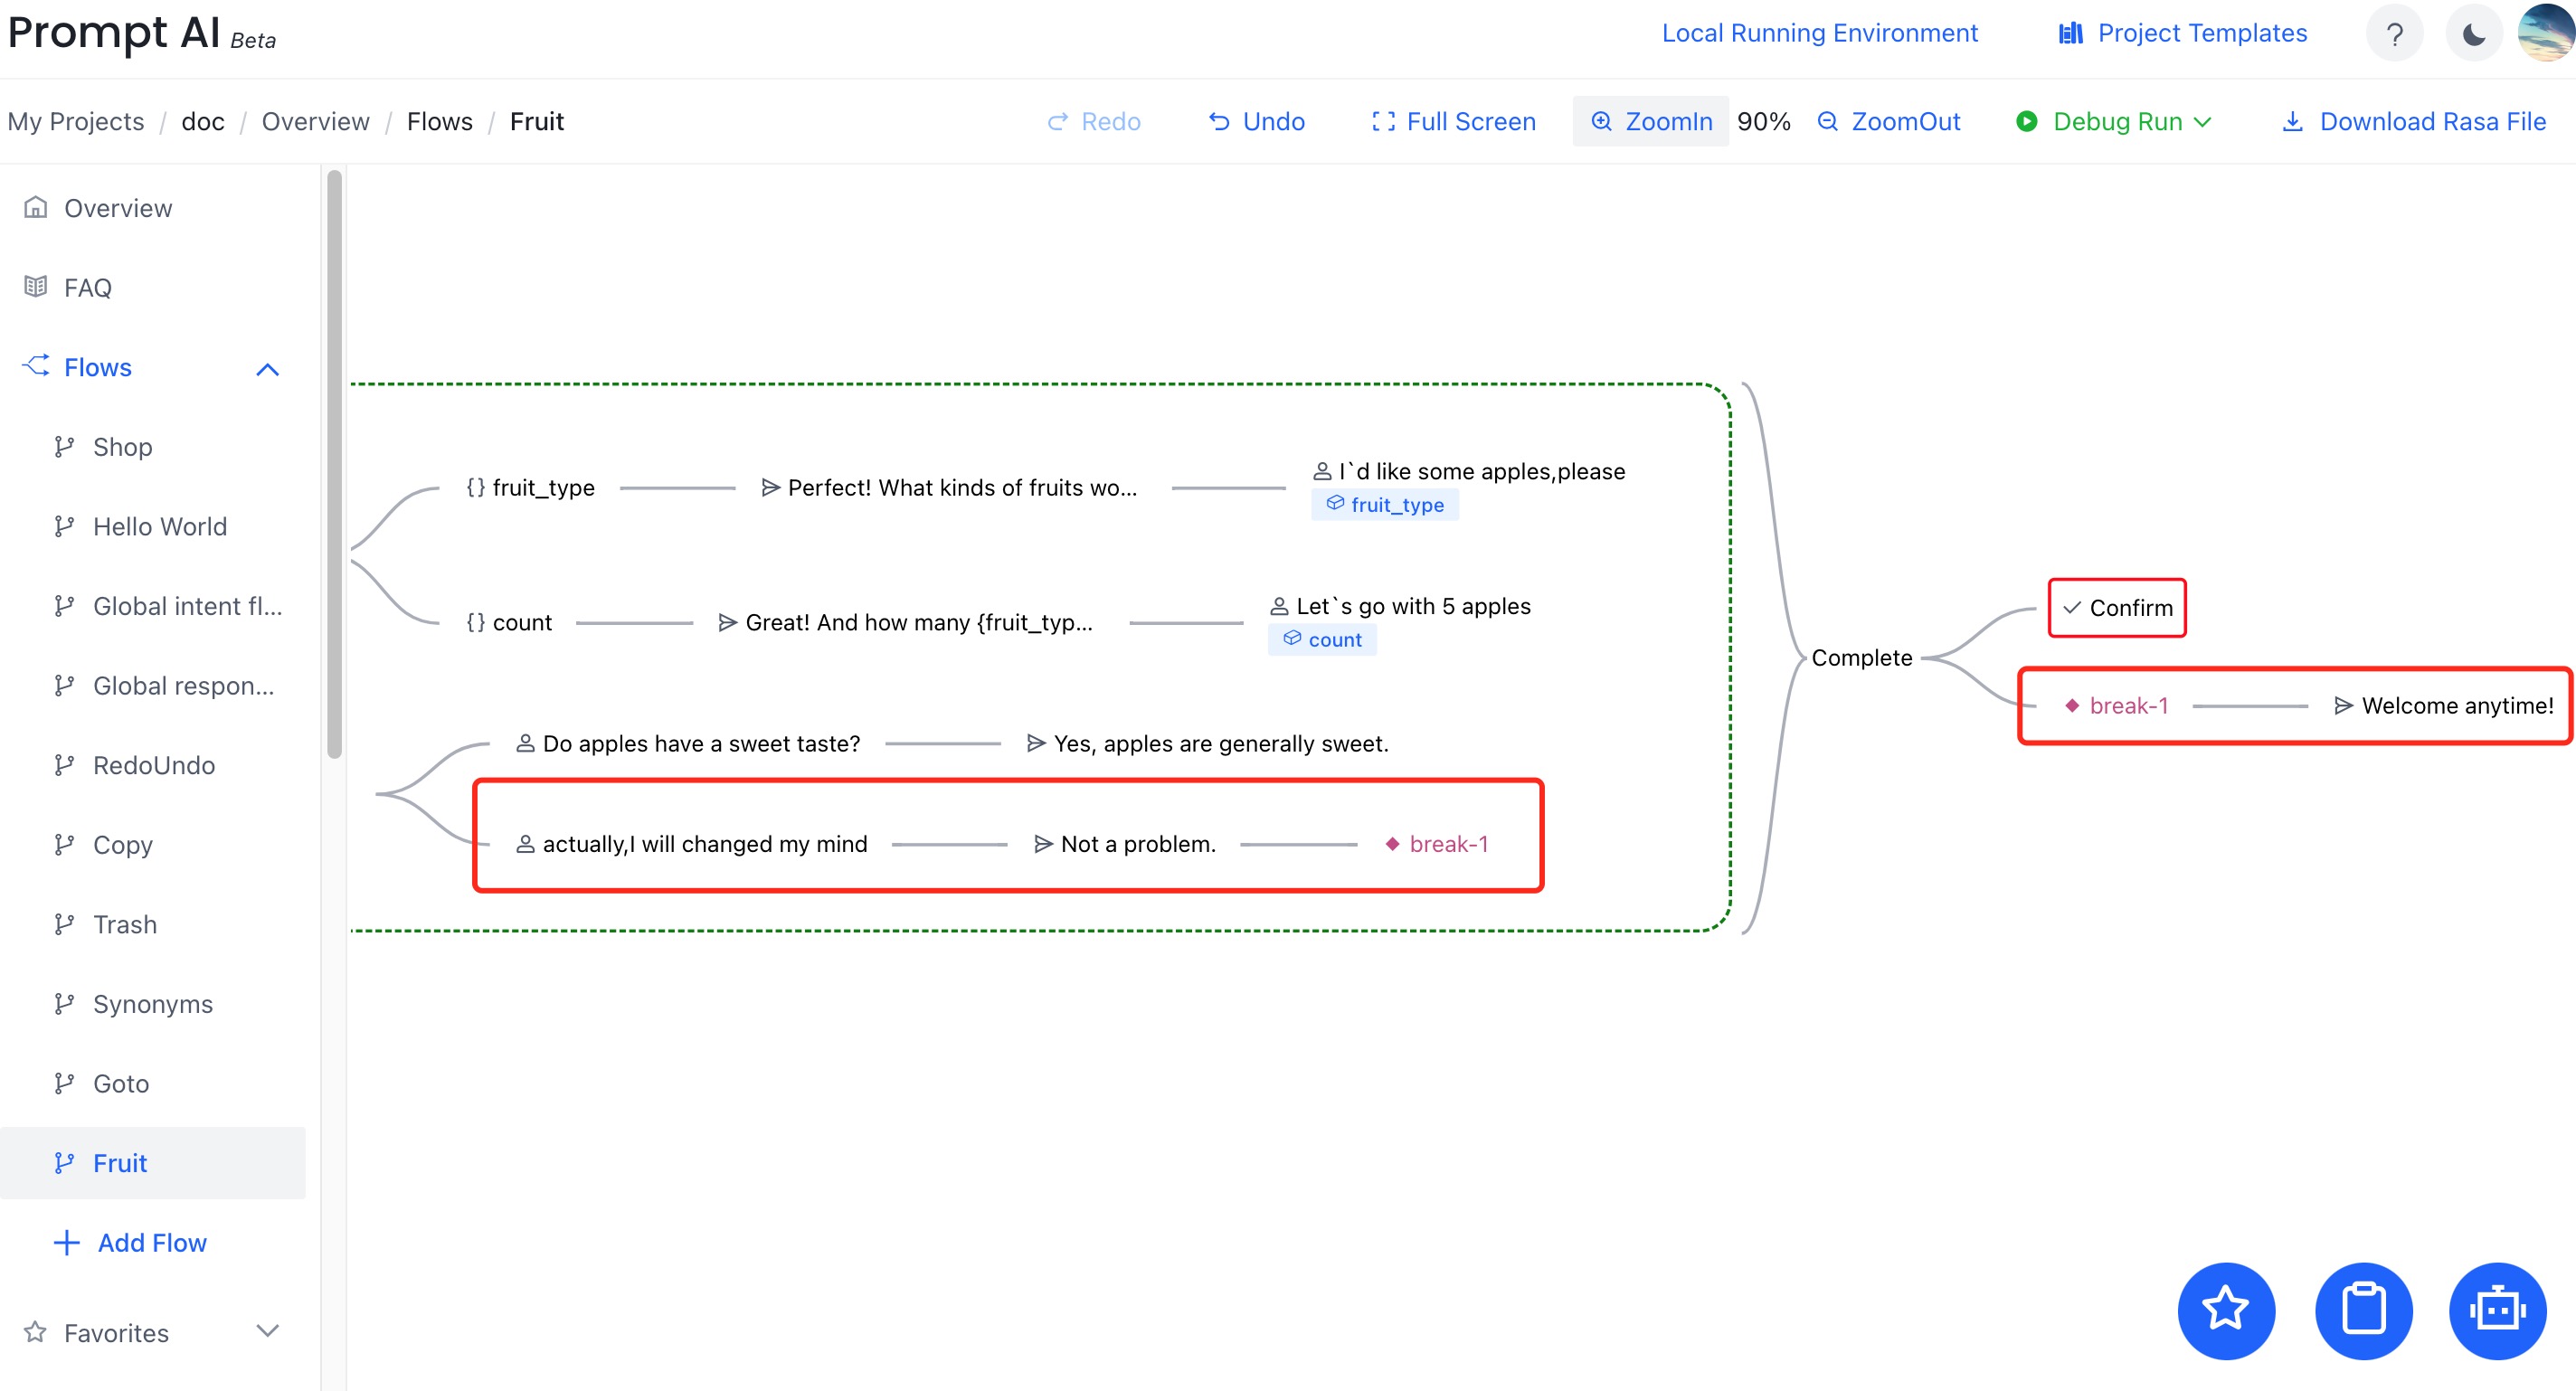 Prompt AI Beta
Local Running Environment
Project Templates
?
My Projects / doc / Overview / Flows / Fruit
Redo
Undo
Full Screen
ZoomIn
90%
ZoomOut
Debug Run
Download Rasa File
Overview
FAQ
Flows
Shop
Hello World
Global intent fl...
Global respon...
RedoUndo
Copy
Trash
Synonyms
Goto
Fruit
Add Flow
Favorites
{} fruit_type
Perfect! What kinds of fruits wo...
I`d like some apples,please
fruit_type
{} count
Great! And how many {fruit_typ...
Let`s go with 5 apples
count
Do apples have a sweet taste?
Yes, apples are generally sweet.
actually,I will changed my mind
Not a problem.
break-1
Complete
Confirm
break-1
Welcome anytime!